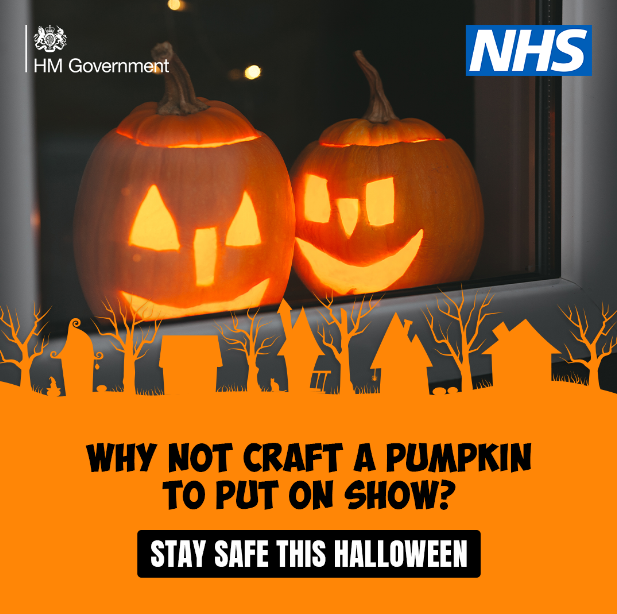 HM Government
NHS
WHY NOT CRAFT A PUMPKIN
TO PUT ON SHOW?
STAY SAFE THIS HALLOWEEN